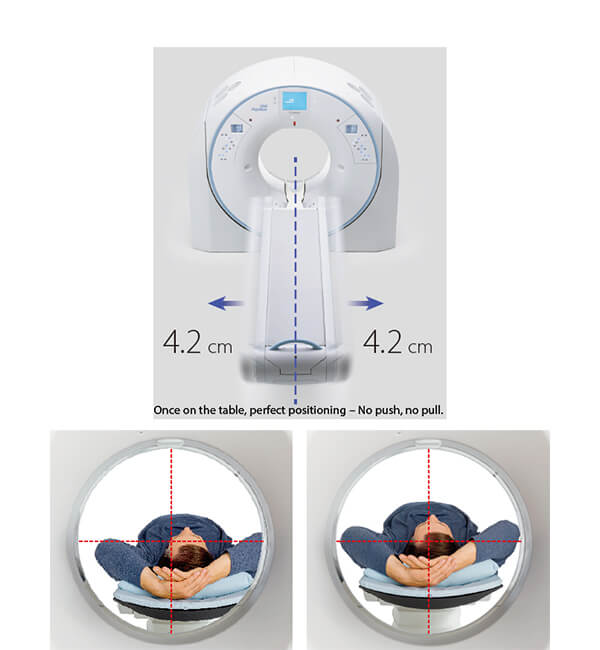 4.2 cm
4.2 cm
Once on the table, perfect positioning – No push, no pull.